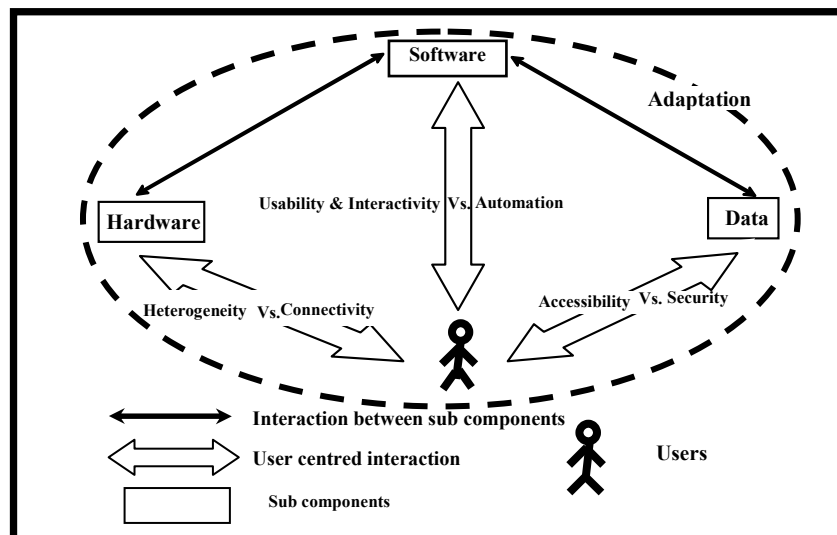 Software
Adaptation
Usability & Interactivity Vs. Automation
Hardware
Data
Heterogeneity Vs. Connectivity
Accessibility Vs. Security
Interaction between sub components
User centred interaction
Users
Sub components